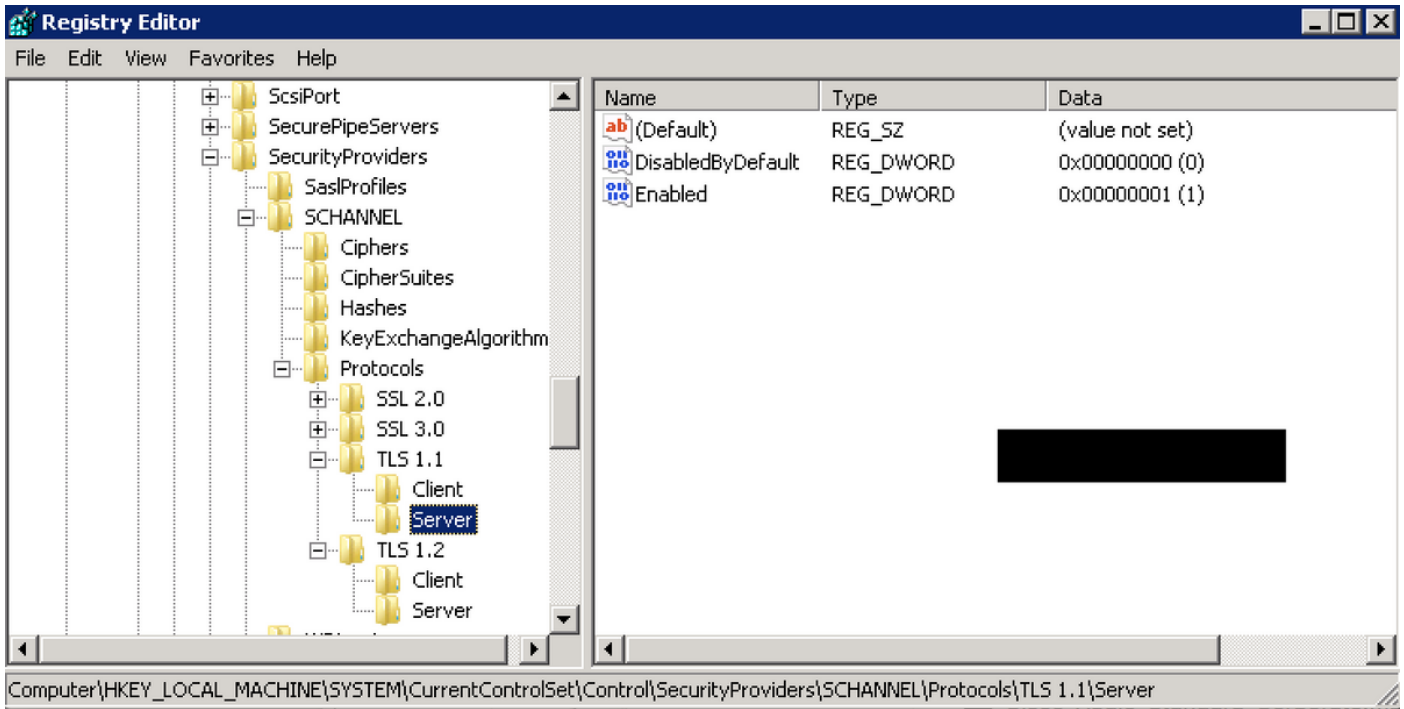 Registry Editor
File Edit View Favorites Help
ScsiPort
SecurePipeServers
SecurityProviders
SaslProfiles
SCHANNEL
Ciphers
CipherSuites
Hashes
KeyExchangeAlgorithm
Protocols
SSL 2.0
SSL 3.0
TLS 1.1
Client
Server
TLS 1.2
Client
Server
Name Type Data
(Default) REG_SZ (value not set)
DisabledByDefault REG_DWORD 0x00000000 (0)
Enabled REG_DWORD 0x00000001 (1)
Computer\HKEY_LOCAL_MACHINE\SYSTEM\CurrentControlSet\Control\SecurityProviders\SCHANNEL\Protocols\TLS 1.1\Server